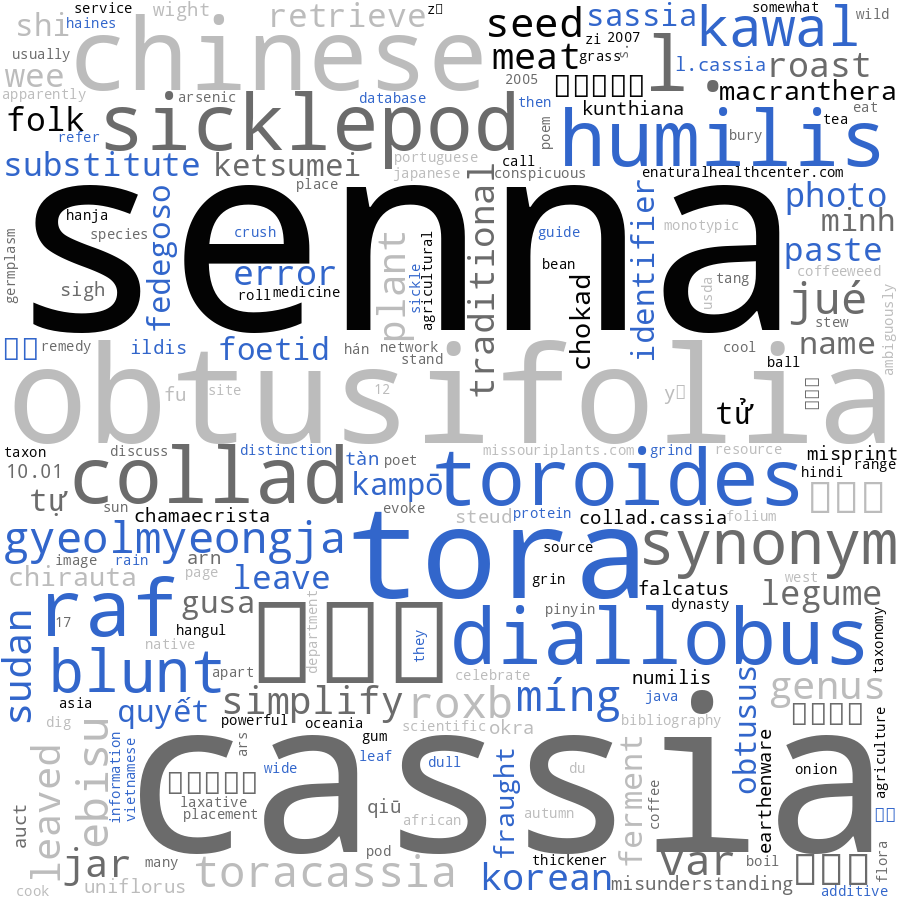 service
wight
retrieve
somewhat
wild
shi
haines
chinese
seed
sassia
kawal
usually
meat
zi
2007
grass
si
l.
l.cassia
roast
wee
2005
macranthera
apparently
arsenic
database
then
kunthiana
eat
folk
sicklepod
poem
humilis
tea
refer
bury
substitute
ketsumei
portuguese
japanese
call
conspicuous
enaturalhealthcenter.com
place
senna
photo
hanja
fedegoso
traditional
identifier
minh
species
crush
plant
guide
monotypic
germplasm
error
sickle
agricultural
bean
paste
coffeeweed
sigh
roll
medicine
chokad
usda
tang
jué
stew
remedy
ildis
foetid
hán
network
stand
cool
ball
name
ambiguously
obtusifolia
fu
site
12
tử
taxon
discuss
distinction
tàn
poet
missouriplants.com
grind
resource
misprint
10.01
collad
kampō
toroides
hindi
range
tự
sun
chamaecrista
evoke
steud
protein
collad.cassia
folium
gyeolmyeongja
tora
source
synonym
image
rain
arn
chirauta
page
leave
grin
west
falcatus
legume
raf
gusa
department
pinyin
dynasty
17
hangul
native
they
diallobus
taxonomy
sudan
blunt
apart
celebrate
numilis
asia
simplify
roxb
míng
java
obtusus
genus
dig
quyết
powerful
oceania
scientific
okra
bibliography
leaved
ebisu
information
vietnamese
cassia
ars
gum
leaf
dull
fraught
ferment
du
earthenware
agriculture
wide
onion
laxative
placement
qiū
african
autumn
coffee
auct
jar
many
pod
thickener
var
boil
flora
cook
uniflorus
toracassia
korean
misunderstanding
additive